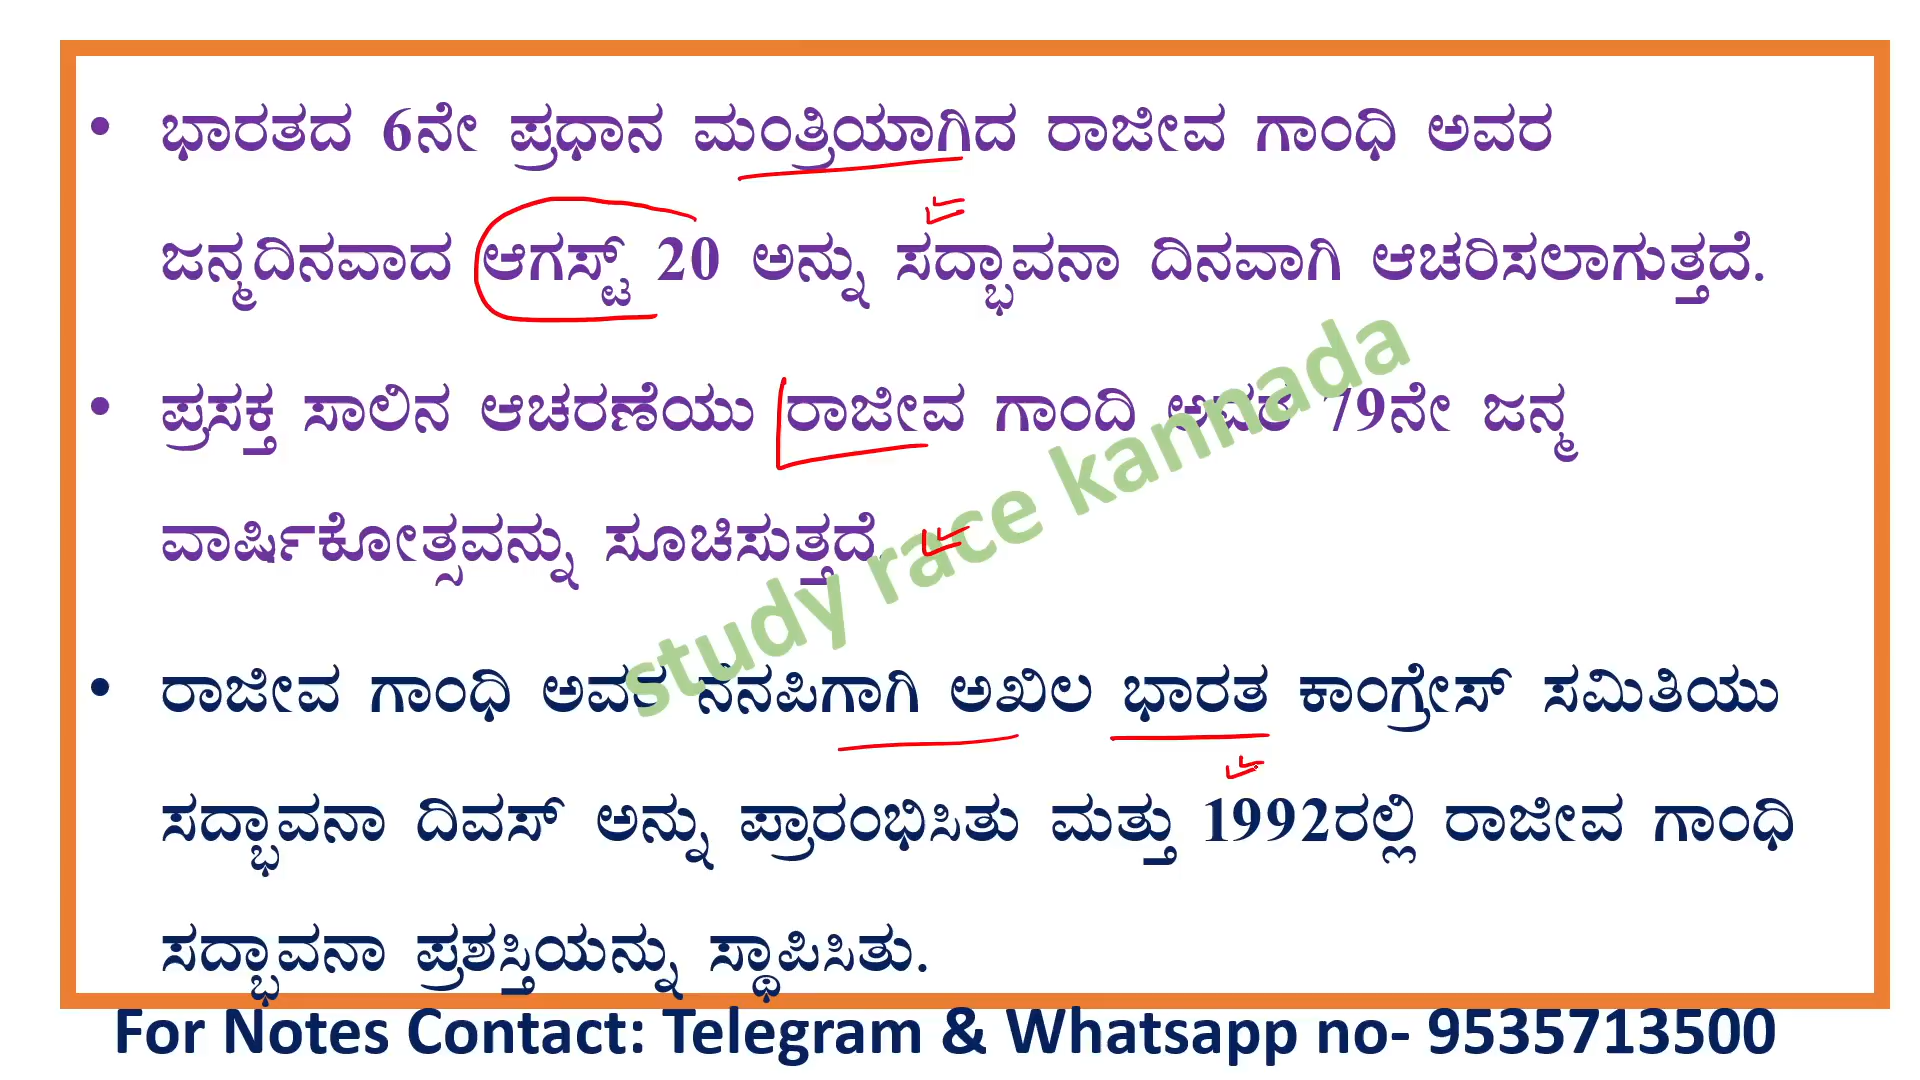 • ಭಾರತದ 6ನೇ ಪ್ರಧಾನ ಮಂತ್ರಿಯಾಗಿದ ರಾಜೀವ ಗಾಂಧಿ ಅವರ
ಜನ್ಮದಿನವಾದ ಆಗಸ್ಟ್ 20 ಅನ್ನು ಸದ್ಭಾವನಾ ದಿನವಾಗಿ ಆಚರಿಸಲಾಗುತ್ತದೆ.
• ಪ್ರಸಕ್ತ ಸಾಲಿನ ಆಚರಣೆಯು ರಾಜೀವ ಗಾಂದಿ ಅವರ 79ನೇ ಜನ್ಮ
ವಾರ್ಷಿಕೋತ್ಸವನ್ನು ಸೂಚಿಸುತ್ತದೆ.
• ರಾಜೀವ ಗಾಂಧಿ ಅವರ ನೆನಪಿಗಾಗಿ ಅಖಿಲ ಭಾರತ ಕಾಂಗ್ರೇಸ್ ಸಮಿತಿಯು
ಸದ್ಭಾವನಾ ದಿವಸ್ ಅನ್ನು ಪ್ರಾರಂಭಿಸಿತು ಮತ್ತು 1992ರಲ್ಲಿ ರಾಜೀವ ಗಾಂಧಿ
ಸದ್ಭಾವನಾ ಪ್ರಶಸ್ತಿಯನ್ನು ಸ್ಥಾಪಿಸಿತು.
study race kannada
For Notes Contact: Telegram & Whatsapp no- 9535713500